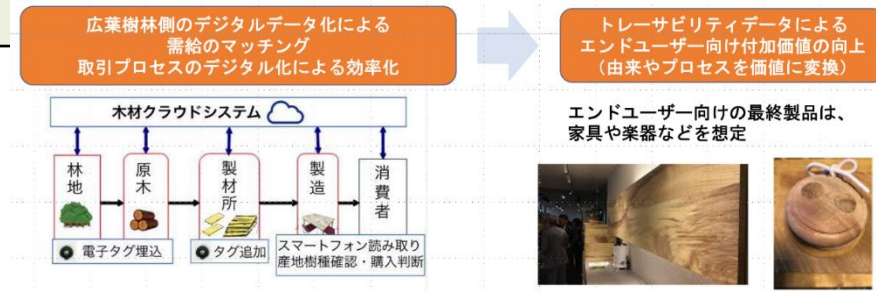 広葉樹林側のデジタルデータ化による
需給のマッチング
取引プロセスのデジタル化による効率化
トレーサビリティデータによる
エンドユーザー向け付加価値の向上
（由来やプロセスを価値に変換）
木材クラウドシステム
林地
原木
製材所
製造
消費者
電子タグ埋込
タグ追加
スマートフォン読み取り
産地樹種確認・購入判断
エンドユーザー向けの最終製品は、
家具や楽器などを想定